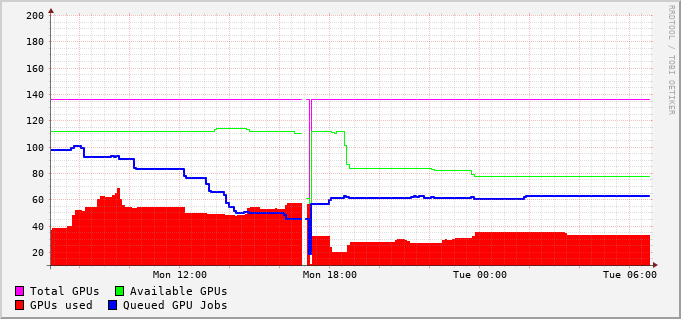 200
180
160
140
120
100
80
60
40
20
Mon 12:00 Mon 18:00 Tue 00:00 Tue 06:00
Total GPUs Available GPUs
GPUs used Queued GPU Jobs
RRDTOOL / TOBI OETIKER